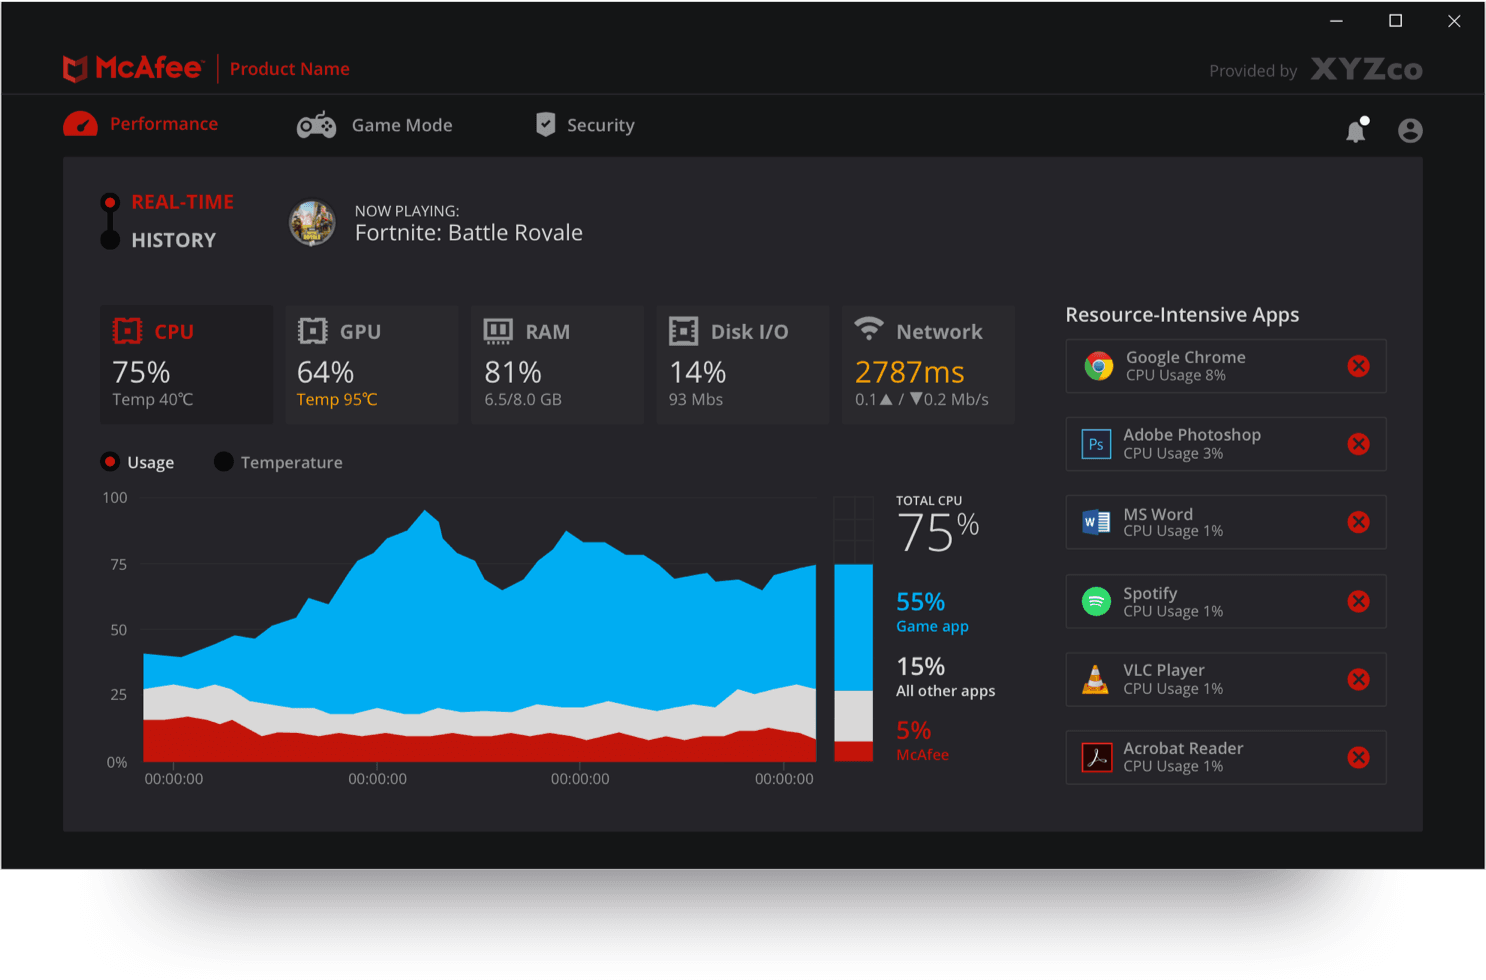 McAfee™ Product Name
Provided by XYZco
Performance
Game Mode
Security
REAL-TIME
HISTORY
NOW PLAYING:
Fortnite: Battle Rovale
CPU
75%
Temp 40℃
GPU
64%
Temp 95℃
RAM
81%
6.5/8.0 GB
Disk I/O
14%
93 Mbs
Network
2787ms
0.1▲ / ▼0.2 Mb/s
Usage
Temperature
100
75
50
25
0%
00:00:00
00:00:00
00:00:00
00:00:00
TOTAL CPU
75%
55%
Game app
15%
All other apps
5%
McAfee
Resource-Intensive Apps
Google Chrome
CPU Usage 8%
Ps
Adobe Photoshop
CPU Usage 3%
W
MS Word
CPU Usage 1%
Spotify
CPU Usage 1%
VLC Player
CPU Usage 1%
Acrobat Reader
CPU Usage 1%